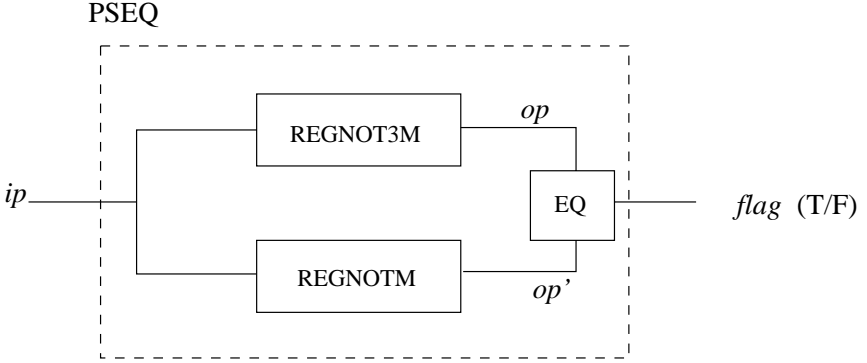 PSEQ
REGNOT3M
op
ip
EQ
flag (T/F)
REGNOTM
op’